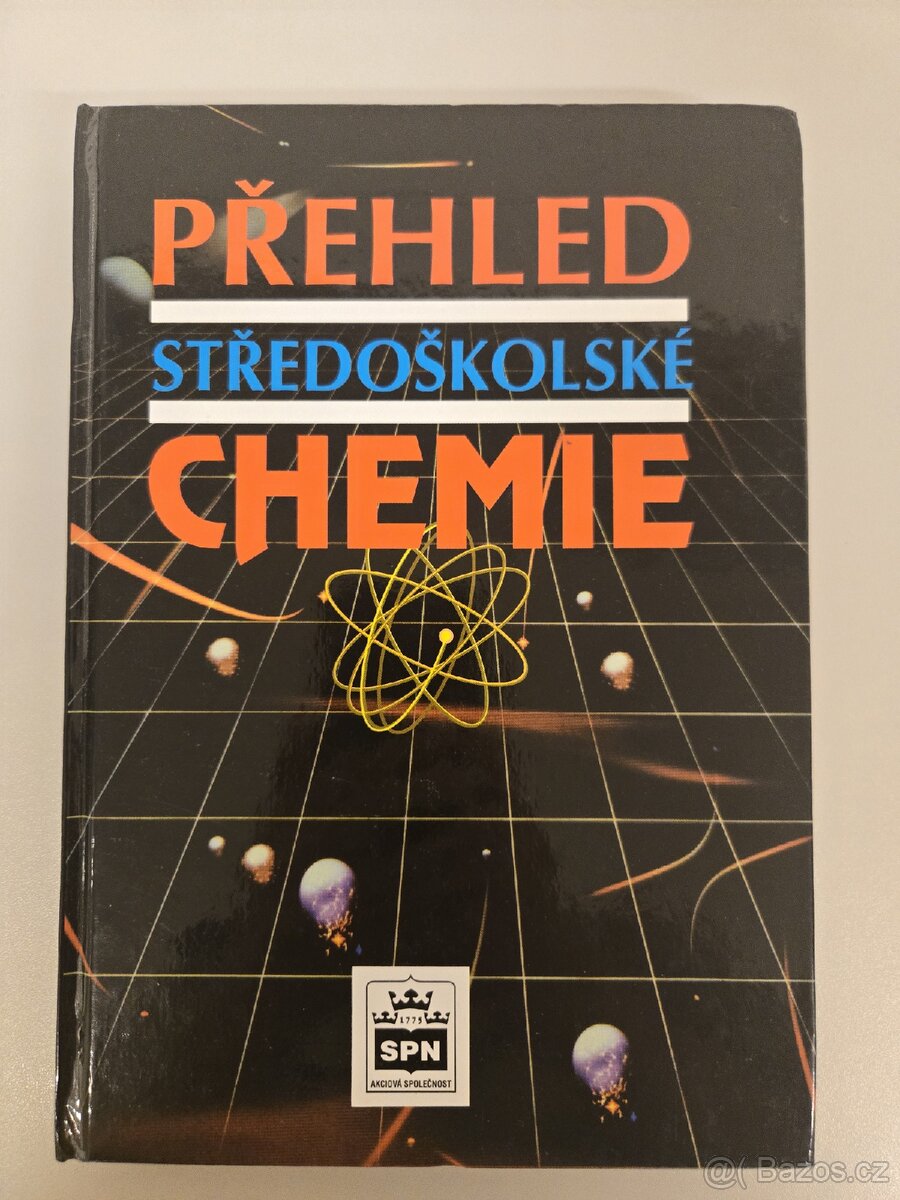 PŘEHLED
STŘEDOŠKOLSKÉ
CHEMIE
1775
SPN
AKCIOVÁ SPOLEČNOST
@( Bazos.cz